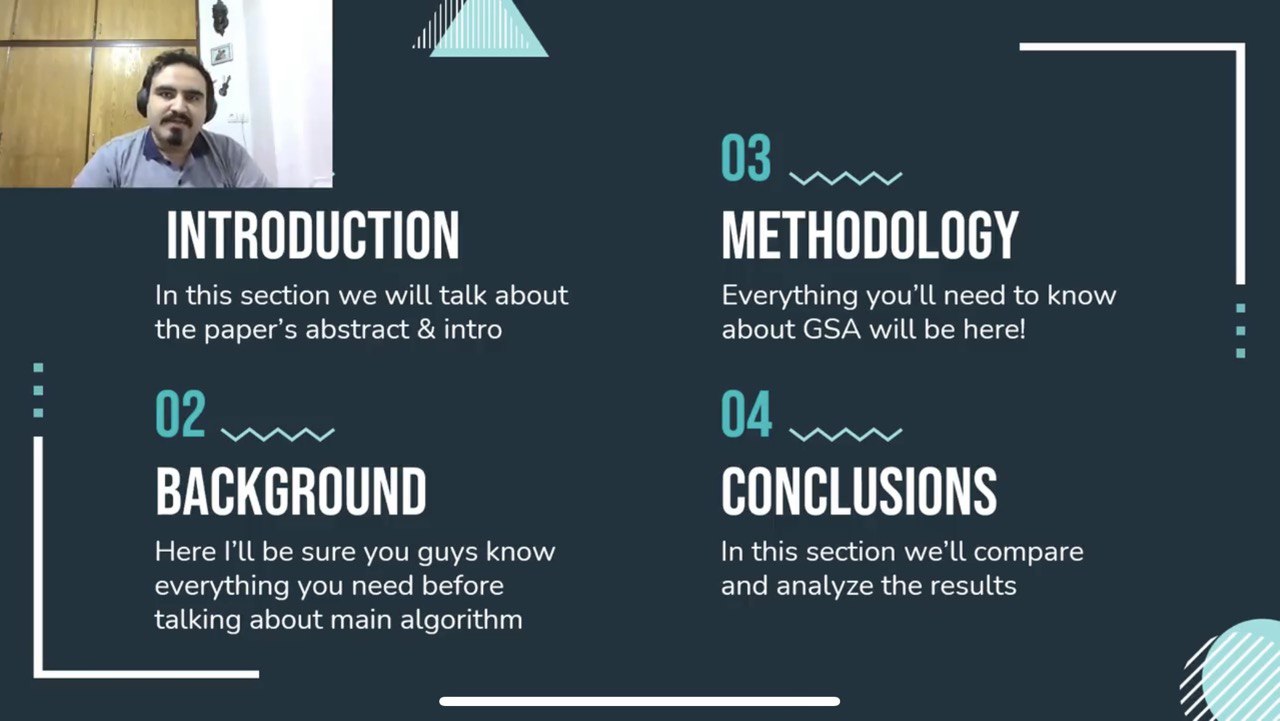 INTRODUCTION
In this section we will talk about
the paper's abstract & intro
02
BACKGROUND
Here I'll be sure you guys know
everything you need before
talking about main algorithm
03
METHODOLOGY
Everything you'll need to know
about GSA will be here!
04
CONCLUSIONS
In this section we'll compare
and analyze the results